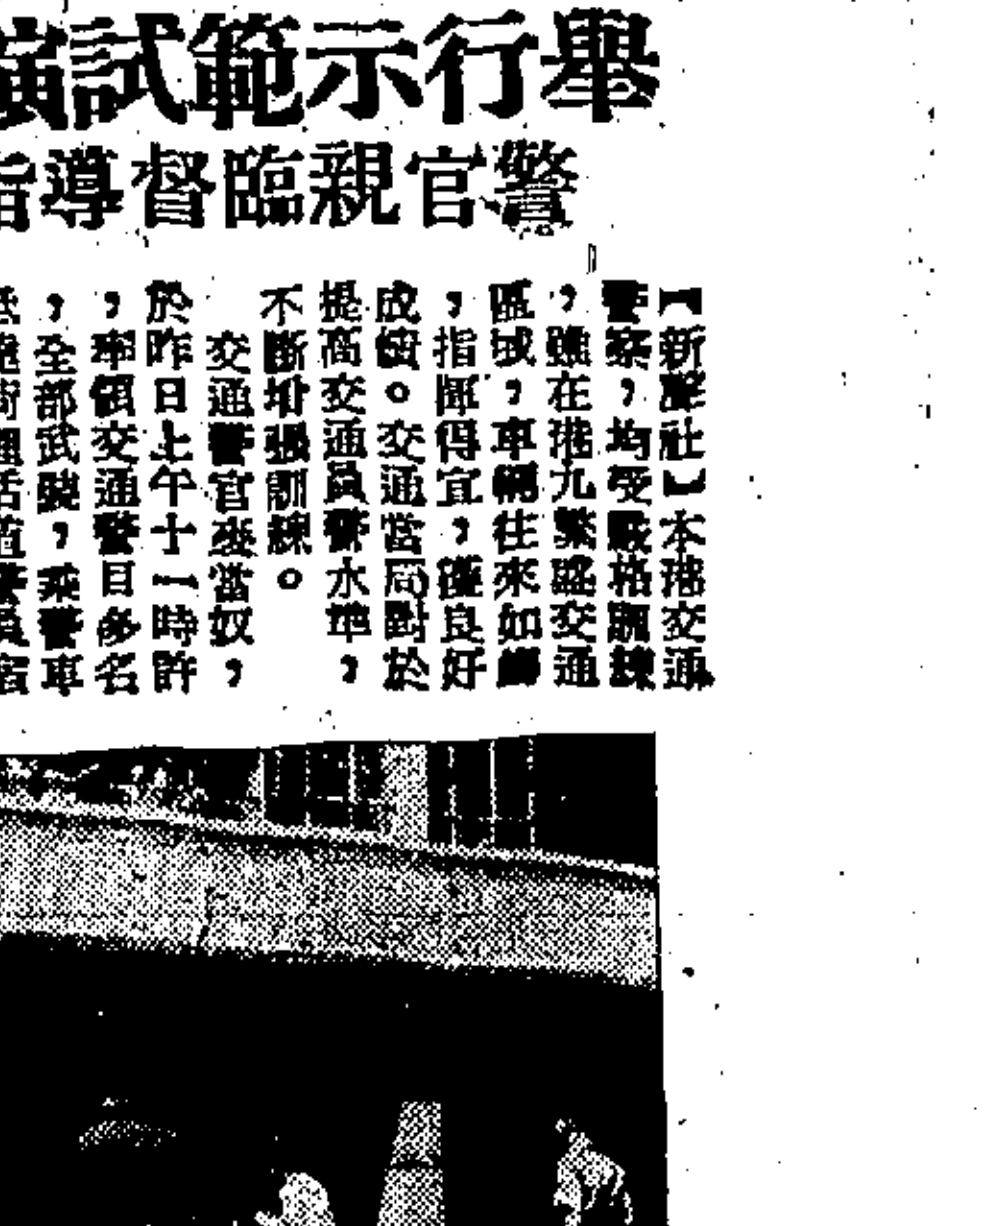 舉行示範試演
警官親臨督導指
【新聲社】本港交通
警察,均受嚴格訓練
,雖在港九繁盛交通
區域,車輛往來如鯽
,指揮得宜,獲良好
成績。交通當局對於
提高交通員警水準,
不斷增強訓練。
交通警官麥當奴,
於昨日上午十一時許
,率領交通警目多名
,全部武裝,乘警車